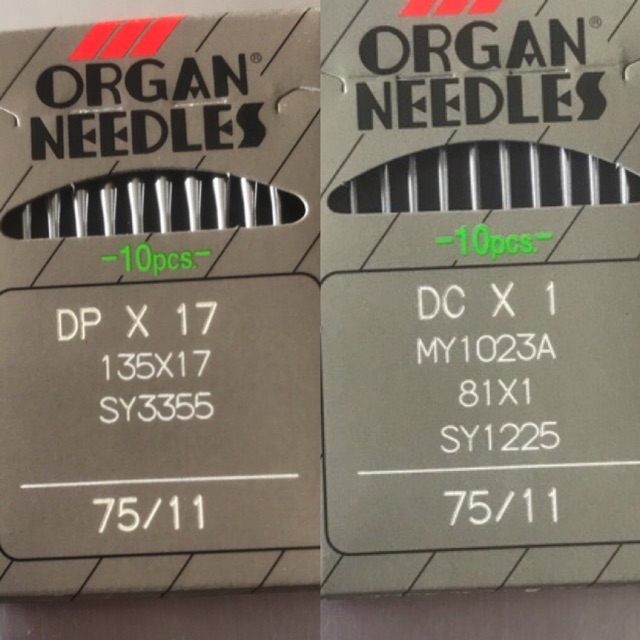 ORGAN®
NEEDLES
-10pcs.-
DP X 17
135X17
SY3355
75/11
ORGAN®
NEEDLES
-10pcs.-
DC X 1
MY1023A
81X1
SY1225
75/11